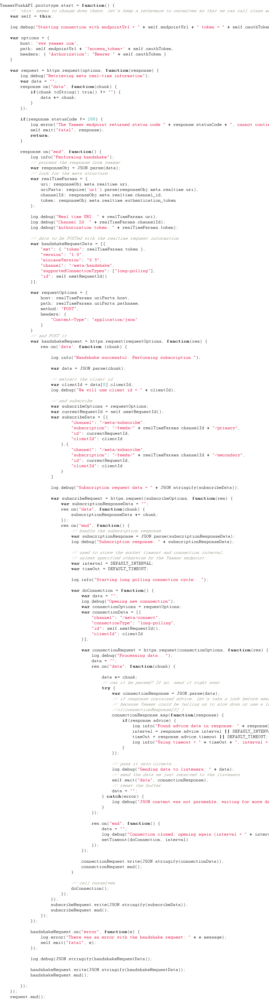 YammerPushAPI.prototype.start = function() {
    // 'this' seems to change down there, let's keep a reference to ourselves so that we can call class me
    var self = this;

    log.debug("Starting connection with endpointUrl = " + self.endpointUrl + " token = " + self.oauthToken

    var options = {
        host: 'www.yammer.com',
        path: self.endpointUrl + '?access_token=' + self.oauthToken,
        headers: { "Authorization": "Bearer " + self.oauthToken }
    }

    var request = https.request(options, function(response) {
        log.debug("Retrieving meta real-time information");
        var data = "";
        response.on("data", function(chunk) {
            if(chunk.toString().trim() != "") {
                data += chunk;
            }
        });

        if(response.statusCode != 200) {
            log.error("The Yammer endpoint returned status code " + response.statusCode + ", cannot contin
            self.emit("fatal", response);
            return;
        }

        response.on("end", function() {
            log.info("Performing handshake");
            // process the response from yammer
            var responseObj = JSON.parse(data);
            // look for the meta structure
            var realTimeParams = {
                uri: responseObj.meta.realtime.uri,
                uriParts: require('url').parse(responseObj.meta.realtime.uri),
                channelId: responseObj.meta.realtime.channel_id,
                token: responseObj.meta.realtime.authentication_token
            };

            log.debug("Real time URI: " + realTimeParams.uri);
            log.debug("Channel Id: " + realTimeParams.channelId);
            log.debug("Authorization token: " + realTimeParams.token);

            // data to be POSTed with the realtime request information
            var handshakeRequestData = [{
                "ext": { "token": realTimeParams.token },
                "version": "1.0",
                "minimumVersion": "0.9",
                "channel": "/meta/handshake",
                "supportedConnectionTypes": ["long-polling"],
                "id": self.nextRequestId()
            }];

            var requestOptions = {
                host: realTimeParams.uriParts.host,
                path: realTimeParams.uriParts.pathname,
                method: "POST",
                headers: {
                    "Content-Type": "application/json"
                }
            }
            // and POST it
            var handshakeRequest = https.request(requestOptions, function(res) {
                res.on('data', function (chunk) {

                    log.info("Handshake successful. Performing subscription.");

                    var data = JSON.parse(chunk);

                    // extract the client id
                    var clientId = data[0].clientId;
                    log.debug("We will use client id = " + clientId);

                    // and subscribe
                    var subscribeOptions = requestOptions;
                    var currentRequestId = self.nextRequestId();
                    var subscribeData = [{
                            "channel": "/meta/subscribe",
                            "subscription": "/feeds/" + realTimeParams.channelId + "/primary",
                            "id": currentRequestId,
                            "clientId": clientId
                        },{
                            "channel": "/meta/subscribe",
                            "subscription": "/feeds/" + realTimeParams.channelId + "/secondary",
                            "id": currentRequestId,
                            "clientId": clientId
                        }
                    ]

                    log.debug("Subscription request data = " + JSON.stringify(subscribeData));

                    var subscribeRequest = https.request(subscribeOptions, function(res) {
                        var subscriptionResponseData = "";
                        res.on("data", function(chunk) {
                            subscriptionResponseData += chunk;
                        });
                        res.on("end", function() {
                            // handle the subscription response
                            var subscriptionResponse = JSON.parse(subscriptionResponseData);
                            log.debug("Subscription response: " + subscriptionResponseData);

                            // used to store the socket timeout and connection interval,
                            // unless specified otherwise by the Yammer endpoint
                            var interval = DEFAULT_INTERVAL;
                            var timeOut = DEFAULT_TIMEOUT;

                            log.info("Starting long polling connection cycle...");

                            var doConnection = function() {
                                var data = "";
                                log.debug("Opening new connnection");
                                var connectionOptions = requestOptions;
                                var connectionData = [{
                                    "channel": "/meta/connect",
                                    "connectionType": "long-polling",
                                    "id": self.nextRequestId(),
                                    "clientId": clientId
                                }];

                                var connectionRequest = https.request(connectionOptions, function(res) {
                                    log.debug("Processing data...");
                                    data = "";
                                    res.on("data", function(chunk) {

                                        data += chunk;
                                        // can it be parsed? If so, send it right away
                                        try {
                                            var connectionResponse = JSON.parse(data);
                                            // if response contained advice, let's take a look before send
                                            // because Yammer could be telling us to slow down or use a lo
                                            //if(connectionResponse[0].)
                                            connectionResponse.map(function(response) {
                                                if(response.advice) {
                                                    log.info("Found advice data in response: " + response)
                                                    interval = response.advice.interval || DEFAULT_INTERVA
                                                    timeOut = response.advice.timeout || DEFAULT_TIMEOUT;
                                                    log.info("Using timeout = " + timeOut + ", interval =
                                                }
                                            });

                                            // pass it onto clients...
                                            log.debug("Sending data to listeners: " + data);
                                            // send the data we just received to the listeners
                                            self.emit("data", connectionResponse);
                                            // reset the buffer
                                            data = "";
                                        } catch(error) {
                                            log.debug("JSON content was not parseable, waiting for more da
                                        }
                                    });

                                    res.on("end", function() {
                                        data = "";
                                        log.debug("Connection closed; opening again (interval = " + interv
                                        setTimeout(doConnection, interval)
                                    });
                                });

                                connectionRequest.write(JSON.stringify(connectionData));
                                connectionRequest.end();
                            }

                            // call ourselves
                            doConnection();
                        });
                    });
                    subscribeRequest.write(JSON.stringify(subscribeData));
                    subscribeRequest.end();
                });
            });

            handshakeRequest.on("error", function(e) {
                log.error("There was an error with the handshake request: " + e.message);
                self.emit("fatal", e);
            });

            log.debug(JSON.stringify(handshakeRequestData));

            handshakeRequest.write(JSON.stringify(handshakeRequestData));
            handshakeRequest.end();

        });
    });
    request.end();